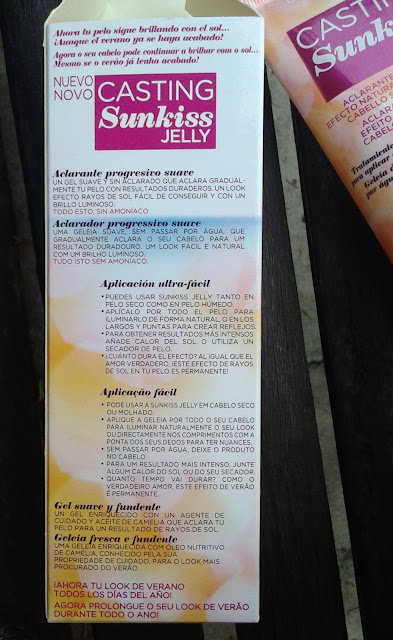 Ahora tu pelo sigue brillando con el sol...
¡Aunque el verano ya se haya acabado!
Agora o seu cabelo pode continuar a brilhar com o sol...
Mesmo se o verão já tenha acabado!
NUEVO
NOVO
CASTING
Sunkiss
JELLY
Aclarante progresivo suave
UN GEL SUAVE Y SIN ACLARADO QUE ACLARA GRADUAL-
MENTE TU PELO CON RESULTADOS DURADEROS. UN LOOK
EFECTO RAYOS DE SOL FÁCIL DE CONSEGUIR Y CON UN
BRILLO LUMINOSO.
TODO ESTO, SIN AMONÍACO
Aclarador progressivo suave
UMA GELEIA SUAVE, SEM PASSAR POR ÁGUA, QUE
GRADUALMENTE ACLARA O SEU CABELO PARA UM
RESULTADO DURADOURO. UM LOOK FÁCIL E NATURAL
COM UM BRILHO LUMINOSO.
TUDO ISTO SEM AMONÍACO.
Aplicación ultra-fácil
• PUEDES USAR SUNKISS JELLY TANTO EN
PELO SECO COMO EN PELO HÚMEDO.
• APLÍCALO POR TODO EL PELO PARA
ILUMINARLO DE FORMA NATURAL, O EN LOS
LARGOS Y PUNTAS PARA CREAR REFLEJOS.
• PARA OBTENER RESULTADOS MÁS INTENSOS
AÑADE CALOR DEL SOL O UTILIZA UN
SECADOR DE PELO.
• ¿CUÁNTO DURA EL EFECTO? AL IGUAL QUE EL
AMOR VERDADERO, ¡ESTE EFECTO DE RAYOS
DE SOL EN TU PELO ES PERMANENTE!
Aplicação fácil
• PODE USAR A SUNKISS JELLY EM CABELO SECO
OU MOLHADO.
• APLIQUE A GELEIA POR TODO O SEU CABELO
PARA ILUMINAR NATURALMENTE O SEU LOOK
OU DIRECTAMENTE NOS COMPRIMENTOS COM A
PONTA DOS SEUS DEDOS PARA TER NUANCES.
• SEM PASSAR POR ÁGUA, DEIXE O PRODUTO
NO CABELO.
• PARA UM RESULTADO MAIS INTENSO, JUNTE
ALGUM CALOR DO SOL OU DO SEU SECADOR.
• QUANTO TEMPO VAI DURAR? COMO O
VERDADEIRO AMOR, ESTE EFEITO DE VERÃO
É PERMANENTE.
Gel suave y fundente
UN GEL ENRIQUECIDO CON UN AGENTE DE
CUIDADO Y ACEITE DE CAMELIA QUE ACLARA TU
PELO PARA UN RESULTADO DE RAYOS DE SOL.
Geleia fresca e fundente
UMA GELEIA ENRIQUECIDA COM ÓLEO NUTRITIVO
DE CAMELIA, CONHECIDO PELA SUA
PROPRIEDADE DE CUIDADO, PARA O LOOK MAIS
PROCURADO DO VERÃO.
¡AHORA TU LOOK DE VERANO
TODOS LOS DÍAS DEL AÑO!
AGORA PROLONGUE O SEU LOOK DE VERÃO
DURANTE TODO O ANO!
CASTING
Sunkiss
ACLARANTE
EFECTO NATURA
CABELLO S
ACLAR
EFEITO
CABELO
Tratamiento
para aplicar
Geleia
por água